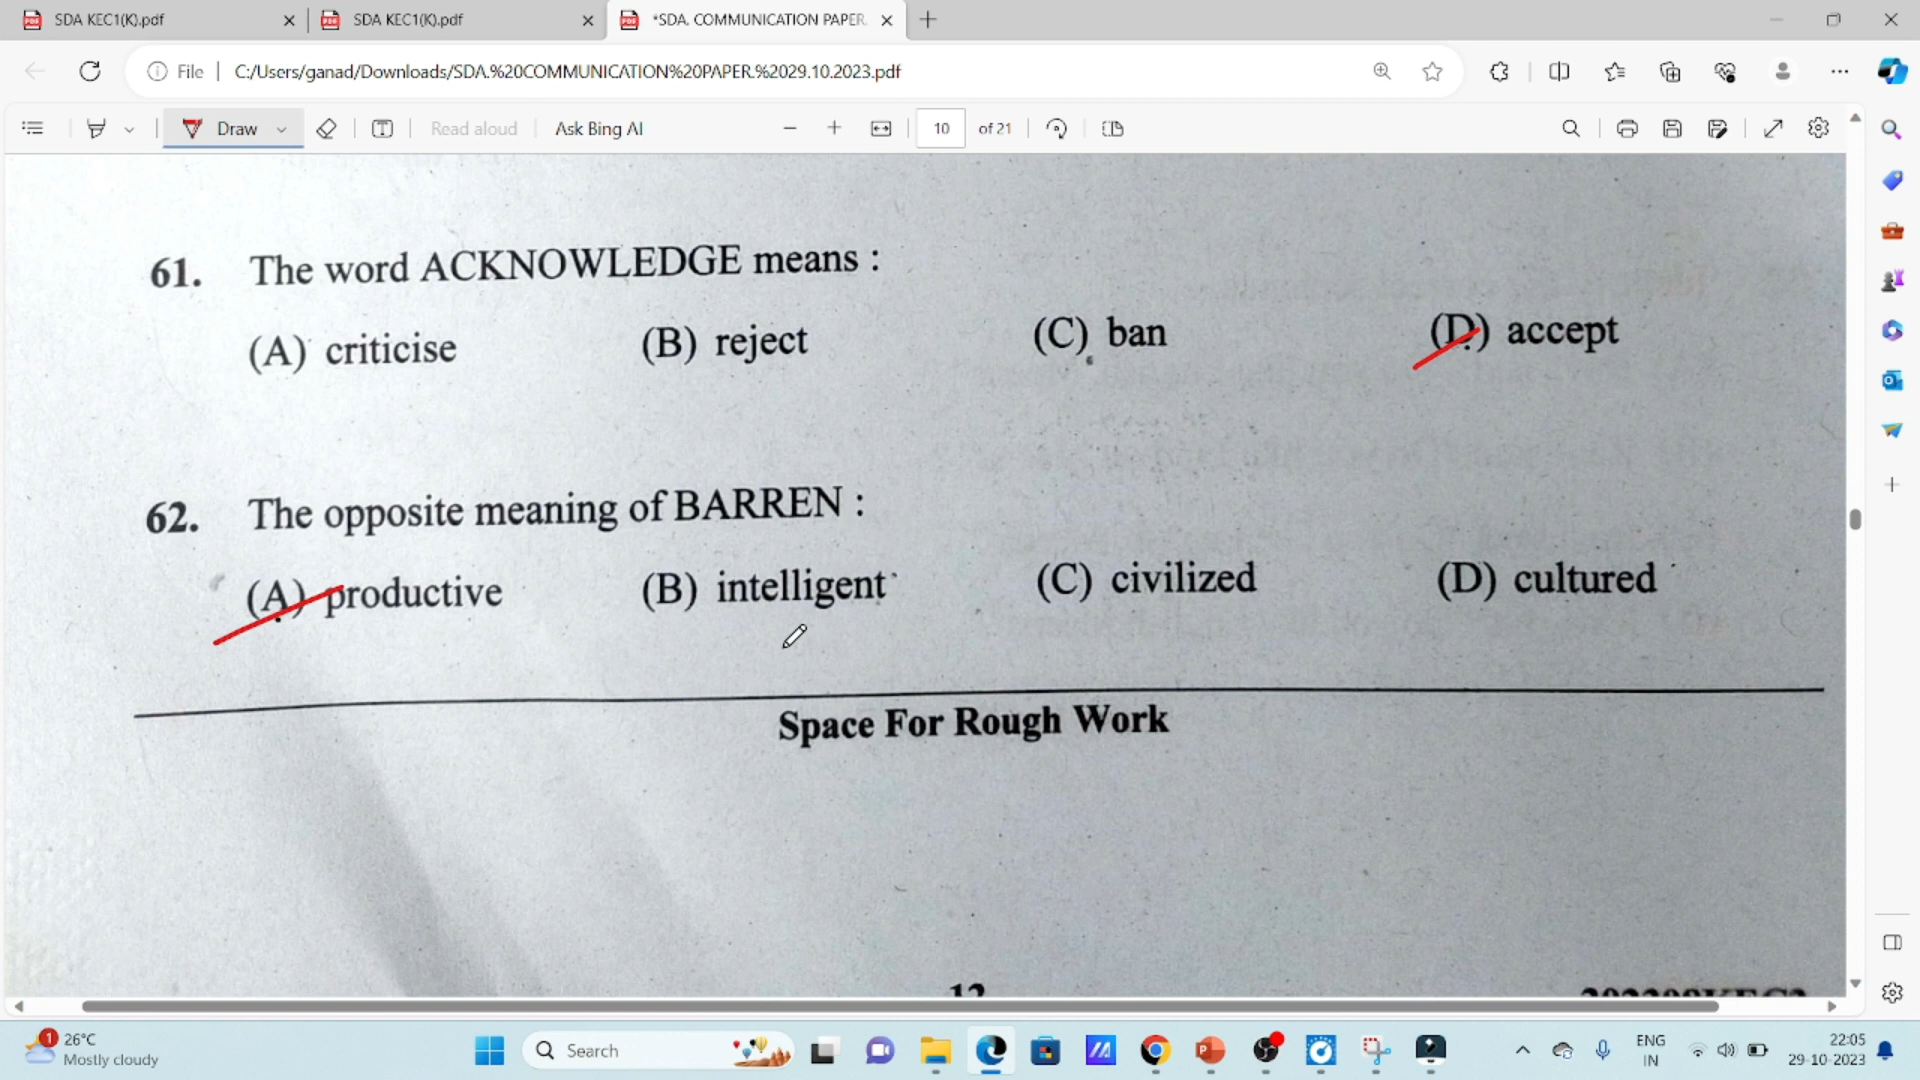 SDA KEC1(K).pdf
SDA KEC1(K).pdf
*SDA. COMMUNICATION PAPER.
File
C:/Users/ganad/Downloads/SDA.%20COMMUNICATION%20PAPER.%2029.10.2023.pdf
Draw
Read aloud
Ask Bing AI
10 of 21
61. The word ACKNOWLEDGE means :
(A) criticise (B) reject (C) ban (D) accept
62. The opposite meaning of BARREN :
(A) productive (B) intelligent (C) civilized (D) cultured
Space For Rough Work
12
26°C
Mostly cloudy
Search
ENG
IN
22:05
29-10-2023